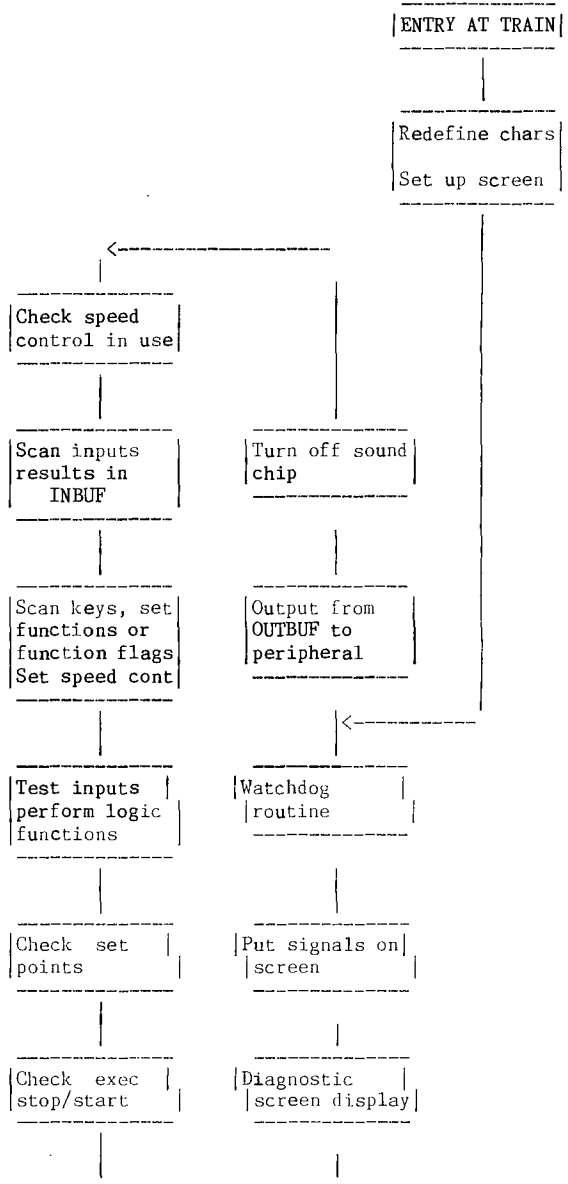 ENTRY AT TRAIN
Redefine chars
Set up screen
Check speed
control in use
Scan inputs
results in
INBUF
Scan keys, set
functions or
function flags
Set speed cont
Test inputs
perform logic
functions
Check set
points
Check exec
stop/start
Turn off sound
chip
Output from
OUTBUF to
peripheral
Watchdog
routine
Put signals on
screen
Diagnostic
screen display